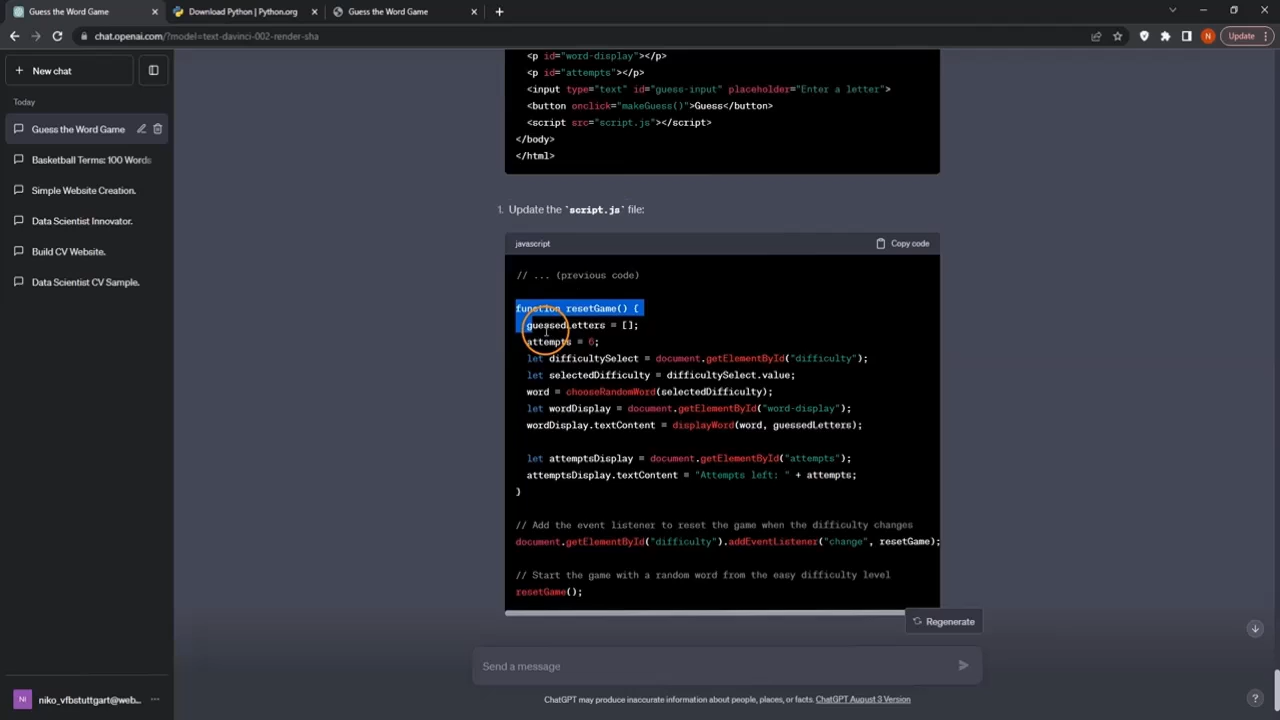 Guess the Word Game
Download Python | Python.org
Guess the Word Game
chat.openai.com/?model=text-davinci-002-render-sha
Update
New chat
Today
Guess the Word Game
Basketball Terms: 100 Words
Simple Website Creation.
Data Scientist Innovator.
Build CV Website.
Data Scientist CV Sample.
<p id="word-display"></p>
<p id="attempts"></p>
<input type="text" id="guess-input" placeholder="Enter a letter">
<button onclick="makeGuess()">Guess</button>
<script src="script.js"></script>
</body>
</html>
1. Update the `script.js` file:
javascript
Copy code
// ... (previous code)
function resetGame() {
guessedLetters = [];
attempts = 6;
let difficultySelect = document.getElementById("difficulty");
let selectedDifficulty = difficultySelect.value;
word = chooseRandomWord(selectedDifficulty);
let wordDisplay = document.getElementById("word-display");
wordDisplay.textContent = displayWord(word, guessedLetters);
let attemptsDisplay = document.getElementById("attempts");
attemptsDisplay.textContent = "Attempts left: " + attempts;
}
// Add the event listener to reset the game when the difficulty changes
document.getElementById("difficulty").addEventListener("change", resetGame);
// Start the game with a random word from the easy difficulty level
resetGame();
Regenerate
Send a message
NI niko_vfbstuttgart@web... ...
ChatGPT may produce inaccurate information about people, places, or facts. ChatGPT August 3 Version
?